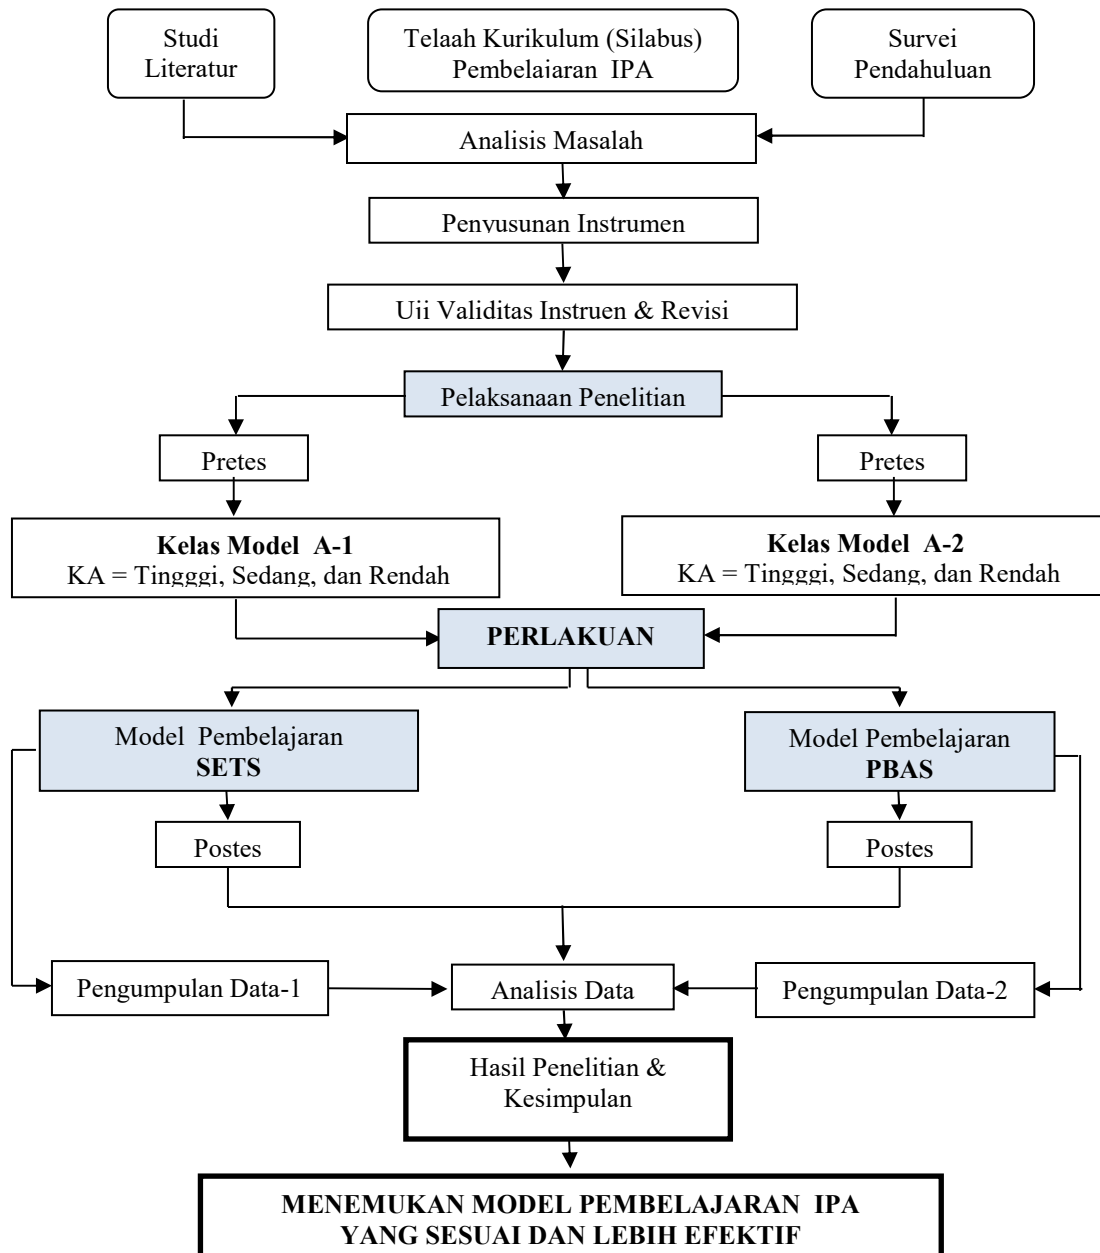 Studi
Literatur
Telaah Kurikulum (Silabus)
Pembelajaran IPA
Survei
Pendahuluan
Analisis Masalah
Penyusunan Instrumen
Uji Validitas Instruen & Revisi
Pelaksanaan Penelitian
Pretes
Pretes
Kelas Model A-1
KA = Tingggi, Sedang, dan Rendah
Kelas Model A-2
KA = Tingggi, Sedang, dan Rendah
PERLAKUAN
Model Pembelajaran
SETS
Model Pembelajaran
PBAS
Postes
Postes
Pengumpulan Data-1
Analisis Data
Pengumpulan Data-2
Hasil Penelitian &
Kesimpulan
MENEMUKAN MODEL PEMBELAJARAN IPA
YANG SESUAI DAN LEBIH EFEKTIF